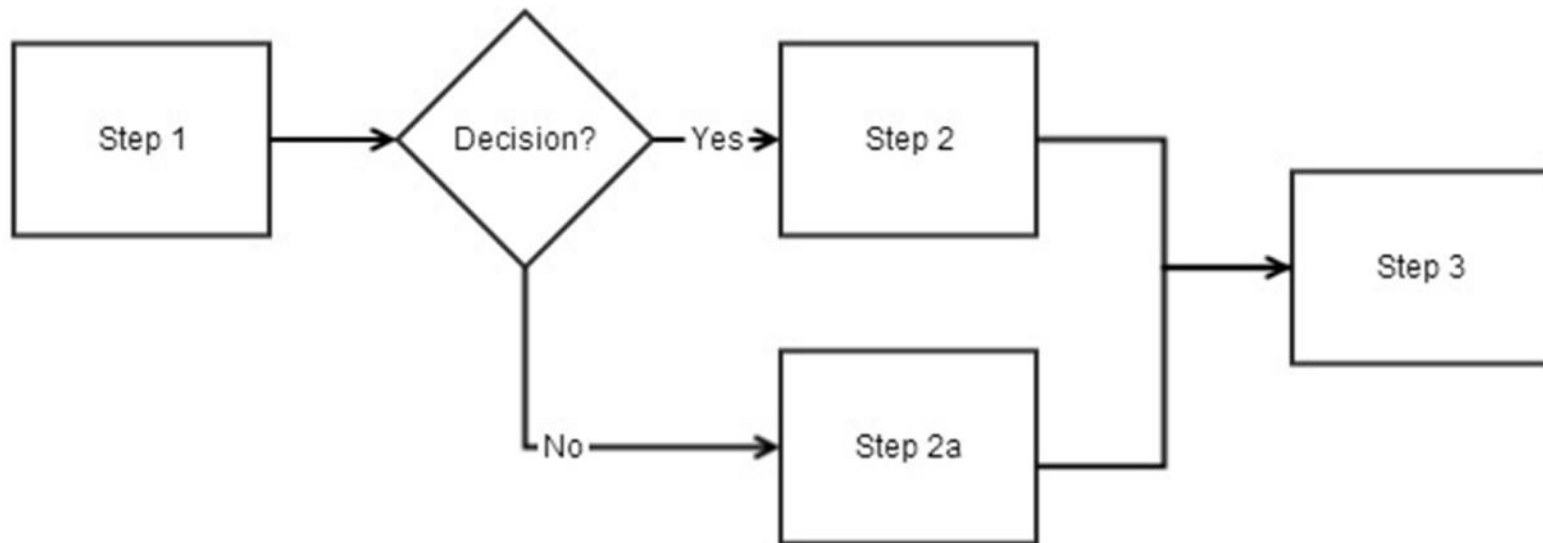 Step 1
Decision?
Yes
Step 2
Step 3
No
Step 2a